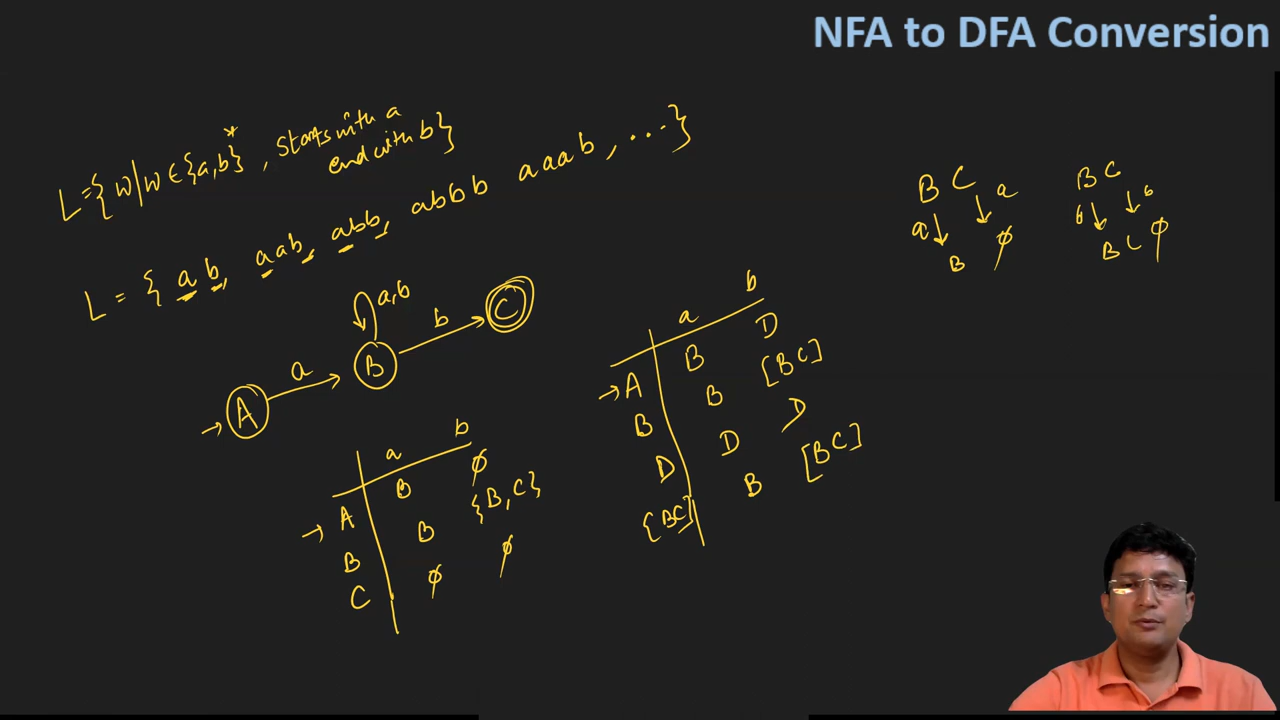 NFA to DFA Conversion
L={w|w∈{a,b}*, starts with a
end with b}
L = {ab, aab, abb, abbb aaab, ...}
B C
a a
B ϕ
B C
b b
B C ϕ
a,b
→ A a B b C
a b
→ A B ϕ
B B {B,C}
C ϕ ϕ
a b
→ A B D
B B [BC]
D D D
[BC] B [BC]